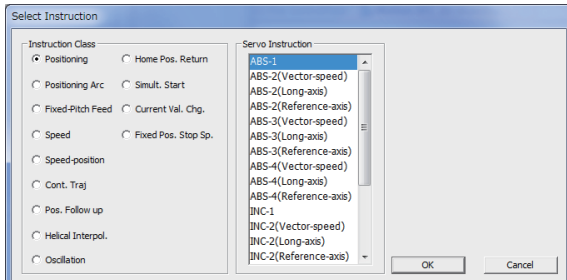 Select Instruction
Instruction Class
Positioning
Home Pos. Return
Positioning Arc
Simult. Start
Fixed-Pitch Feed
Current Val. Chg.
Speed
Fixed Pos. Stop Sp.
Speed-position
Cont. Traj
Pos. Follow up
Helical Interpol.
Oscillation
Servo Instruction
ABS-1
ABS-2(Vector-speed)
ABS-2(Long-axis)
ABS-2(Reference-axis)
ABS-3(Vector-speed)
ABS-3(Long-axis)
ABS-3(Reference-axis)
ABS-4(Vector-speed)
ABS-4(Long-axis)
ABS-4(Reference-axis)
INC-1
INC-2(Vector-speed)
INC-2(Long-axis)
INC-2(Reference-axis)
OK
Cancel